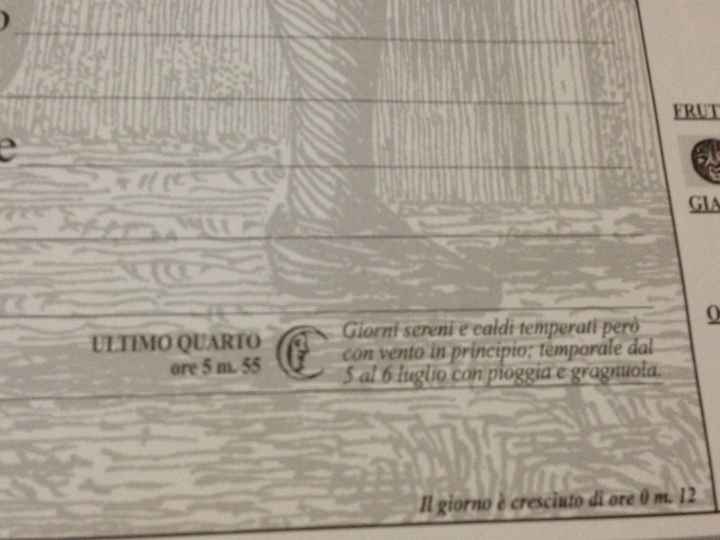 o
FRUT
e
GIA
O
ULTIMO QUARTO
ore 5 m. 55
Giorni sereni e caldi temperati però
con vento in principio; temporale dal
5 al 6 luglio con pioggia e gragnuola.
Il giorno è cresciuto di ore 0 m. 12